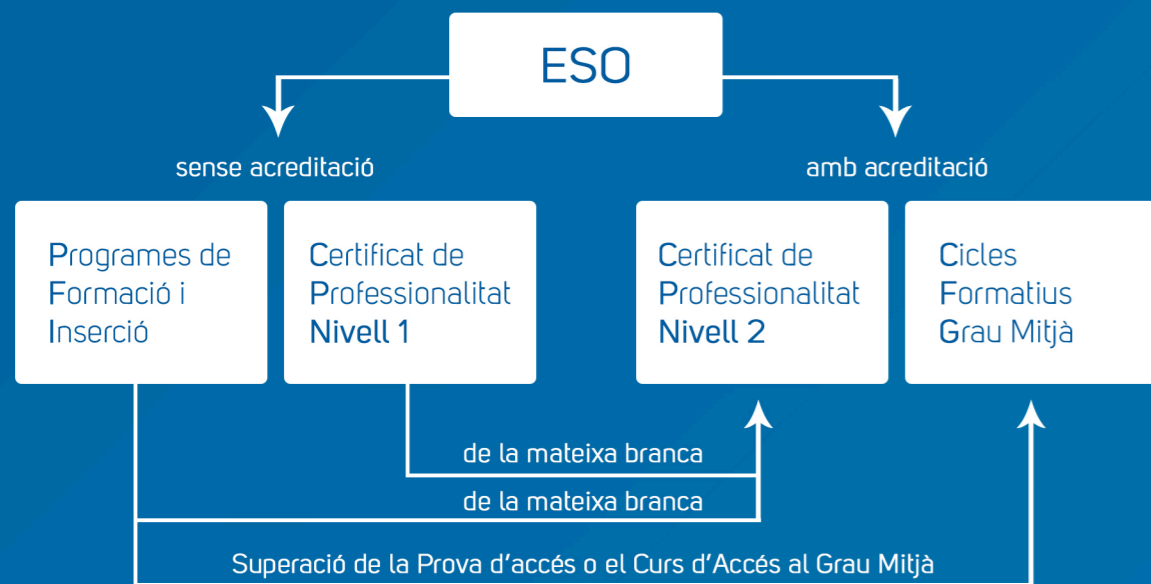 ESO
sense acreditació
amb acreditació
Programes de
Formació i
Inserció
Certificat de
Professionalitat
Nivell 1
Certificat de
Professionalitat
Nivell 2
Cicles
Formatius
Grau Mitjà
de la mateixa branca
de la mateixa branca
Superació de la Prova d'accés o el Curs d'Accés al Grau Mitjà